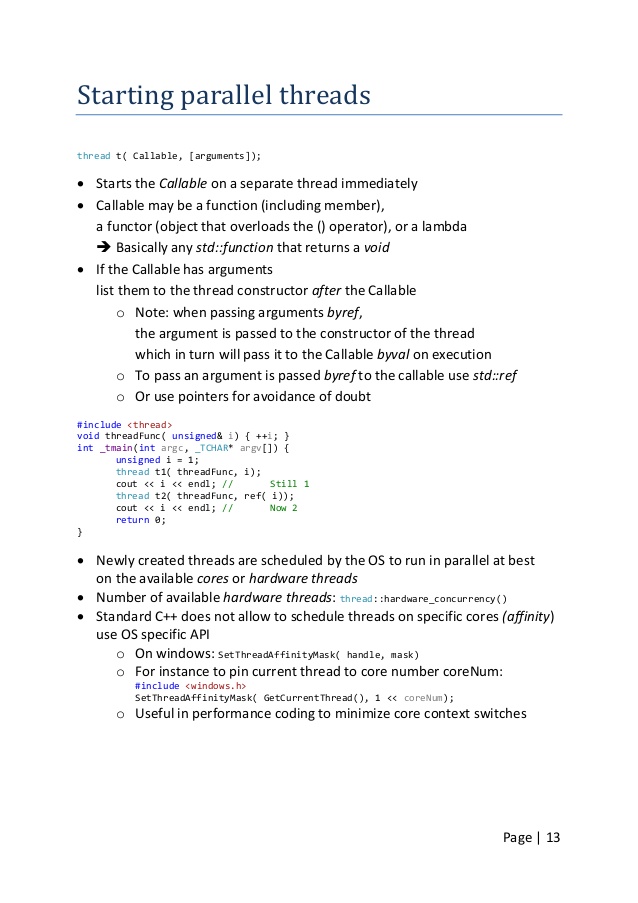 Starting parallel threads
thread t( Callable, [arguments]);
• Starts the Callable on a separate thread immediately
• Callable may be a function (including member),
a functor (object that overloads the () operator), or a lambda
➔ Basically any std::function that returns a void
• If the Callable has arguments
list them to the thread constructor after the Callable
o Note: when passing arguments byref,
the argument is passed to the constructor of the thread
which in turn will pass it to the Callable byval on execution
o To pass an argument is passed byref to the callable use std::ref
o Or use pointers for avoidance of doubt
#include <thread>
void threadFunc( unsigned& i) { ++i; }
int _tmain(int argc, _TCHAR* argv[]) {
unsigned i = 1;
thread t1( threadFunc, i);
cout << i << endl; // Still 1
thread t2( threadFunc, ref( i));
cout << i << endl; // Now 2
return 0;
}
• Newly created threads are scheduled by the OS to run in parallel at best
on the available cores or hardware threads
• Number of available hardware threads: thread::hardware_concurrency()
• Standard C++ does not allow to schedule threads on specific cores (affinity)
use OS specific API
o On windows: SetThreadAffinityMask( handle, mask)
o For instance to pin current thread to core number coreNum:
#include <windows.h>
SetThreadAffinityMask( GetCurrentThread(), 1 << coreNum);
o Useful in performance coding to minimize core context switches
Page | 13